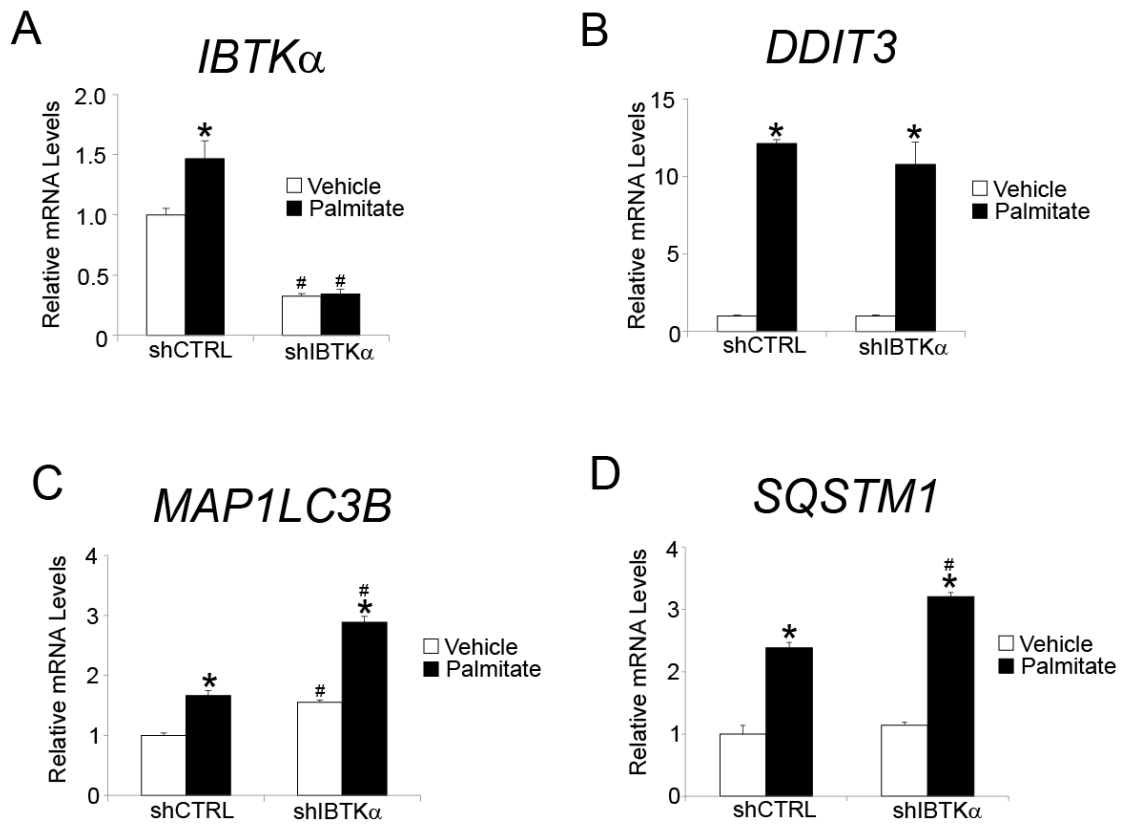 A
IBTKα
Relative mRNA Levels
2.0
1.5
1.0
0.5
0
*
#
#
Vehicle
Palmitate
shCTRL
shIBTKα
B
DDIT3
Relative mRNA Levels
15
10
5
0
*
*
Vehicle
Palmitate
shCTRL
shIBTKα
C
MAP1LC3B
Relative mRNA Levels
4
3
2
1
0
*
#
#
*
Vehicle
Palmitate
shCTRL
shIBTKα
D
SQSTM1
Relative mRNA Levels
4
3
2
1
0
*
#
*
Vehicle
Palmitate
shCTRL
shIBTKα